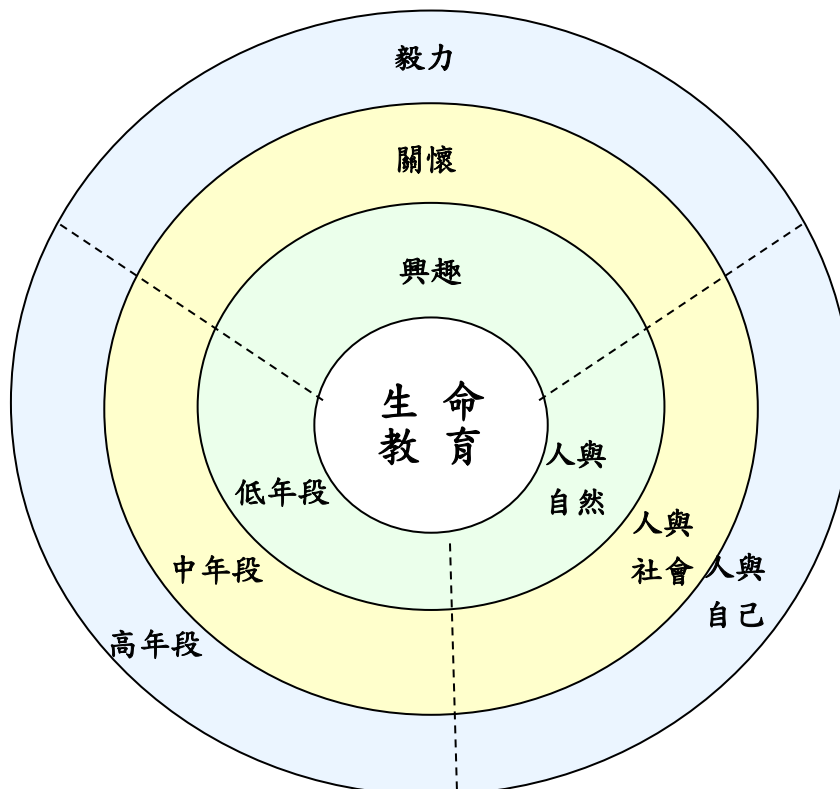 毅力
關懷
興趣
生命
教育
人與
自然
低年段
人與
社會
中年段
人與
自己
高年段